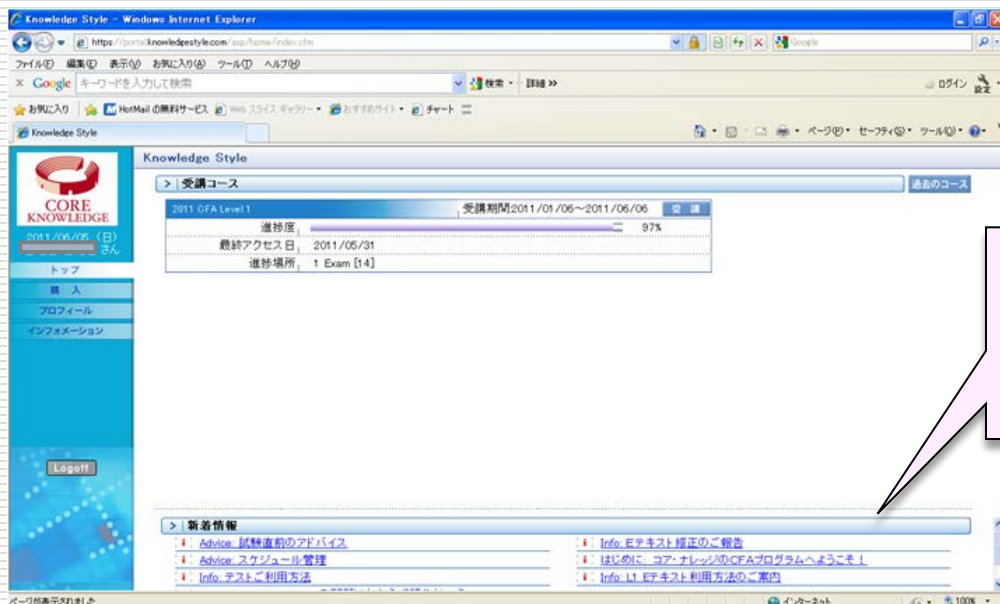 Knowledge Style - Windows Internet Explorer
https://portal.knowledgestyle.com/asp/home/index.cfm
Google
ファイル(F) 編集(E) 表示(V) お気に入り(A) ツール(T) ヘルプ(H)
× Google キーワードを入力して検索 検索 詳細 »
ログイン 設定
お気に入り HotMail の無料サービス Web スライス ギャラリー おすすめサイト チャート
Knowledge Style
ページ(P) セーフティ(S) ツール(O)
CORE
KNOWLEDGE
2011/06/05 (日)
さん
トップ
購 入
プロフィール
インフォメーション
Logoff
Knowledge Style
> 受講コース
過去のコース
2011 CFA Level 1 受講期間:2011/01/06～2011/06/06 受 講
進捗度 97%
最終アクセス日 2011/05/31
進捗場所 1 Exam [14]
> 新着情報
Advice: 試験直前のアドバイス
Info: Eテキスト修正のご報告
Advice: スケジュール管理
はじめに: コア・ナレッジのCFAプログラムへようこそ!
Info: テストご利用方法
Info: L1 Eテキスト利用方法のご案内
ページが表示されました
インターネット
100%